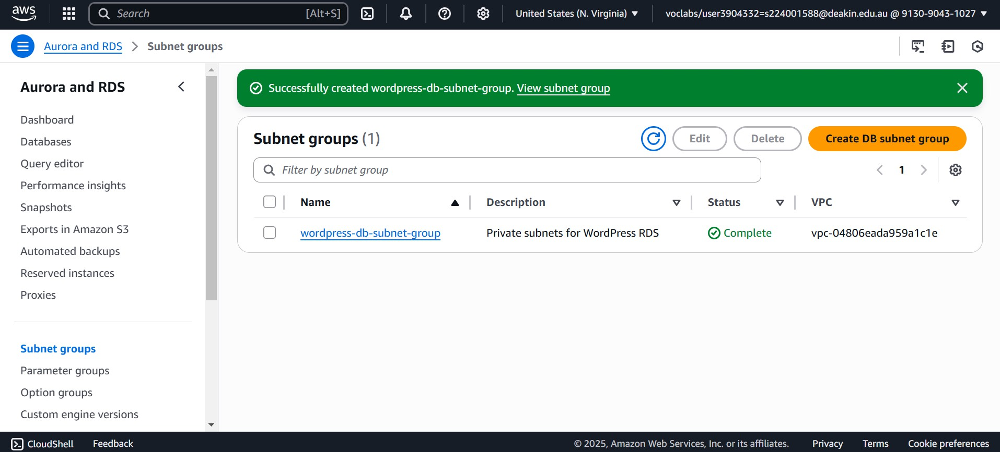 aws
Search [Alt+S]
United States (N. Virginia)
voclabs/user3904332=s224001588@deakin.edu.au @ 9130-9043-1027
Aurora and RDS > Subnet groups
Aurora and RDS
Dashboard
Databases
Query editor
Performance insights
Snapshots
Exports in Amazon S3
Automated backups
Reserved instances
Proxies
Subnet groups
Parameter groups
Option groups
Custom engine versions
Successfully created wordpress-db-subnet-group. View subnet group
Subnet groups (1)
Edit
Delete
Create DB subnet group
Filter by subnet group
1
Name Description Status VPC
wordpress-db-subnet-group Private subnets for WordPress RDS Complete vpc-04806eada959a1c1e
CloudShell Feedback © 2025, Amazon Web Services, Inc. or its affiliates. Privacy Terms Cookie preferences